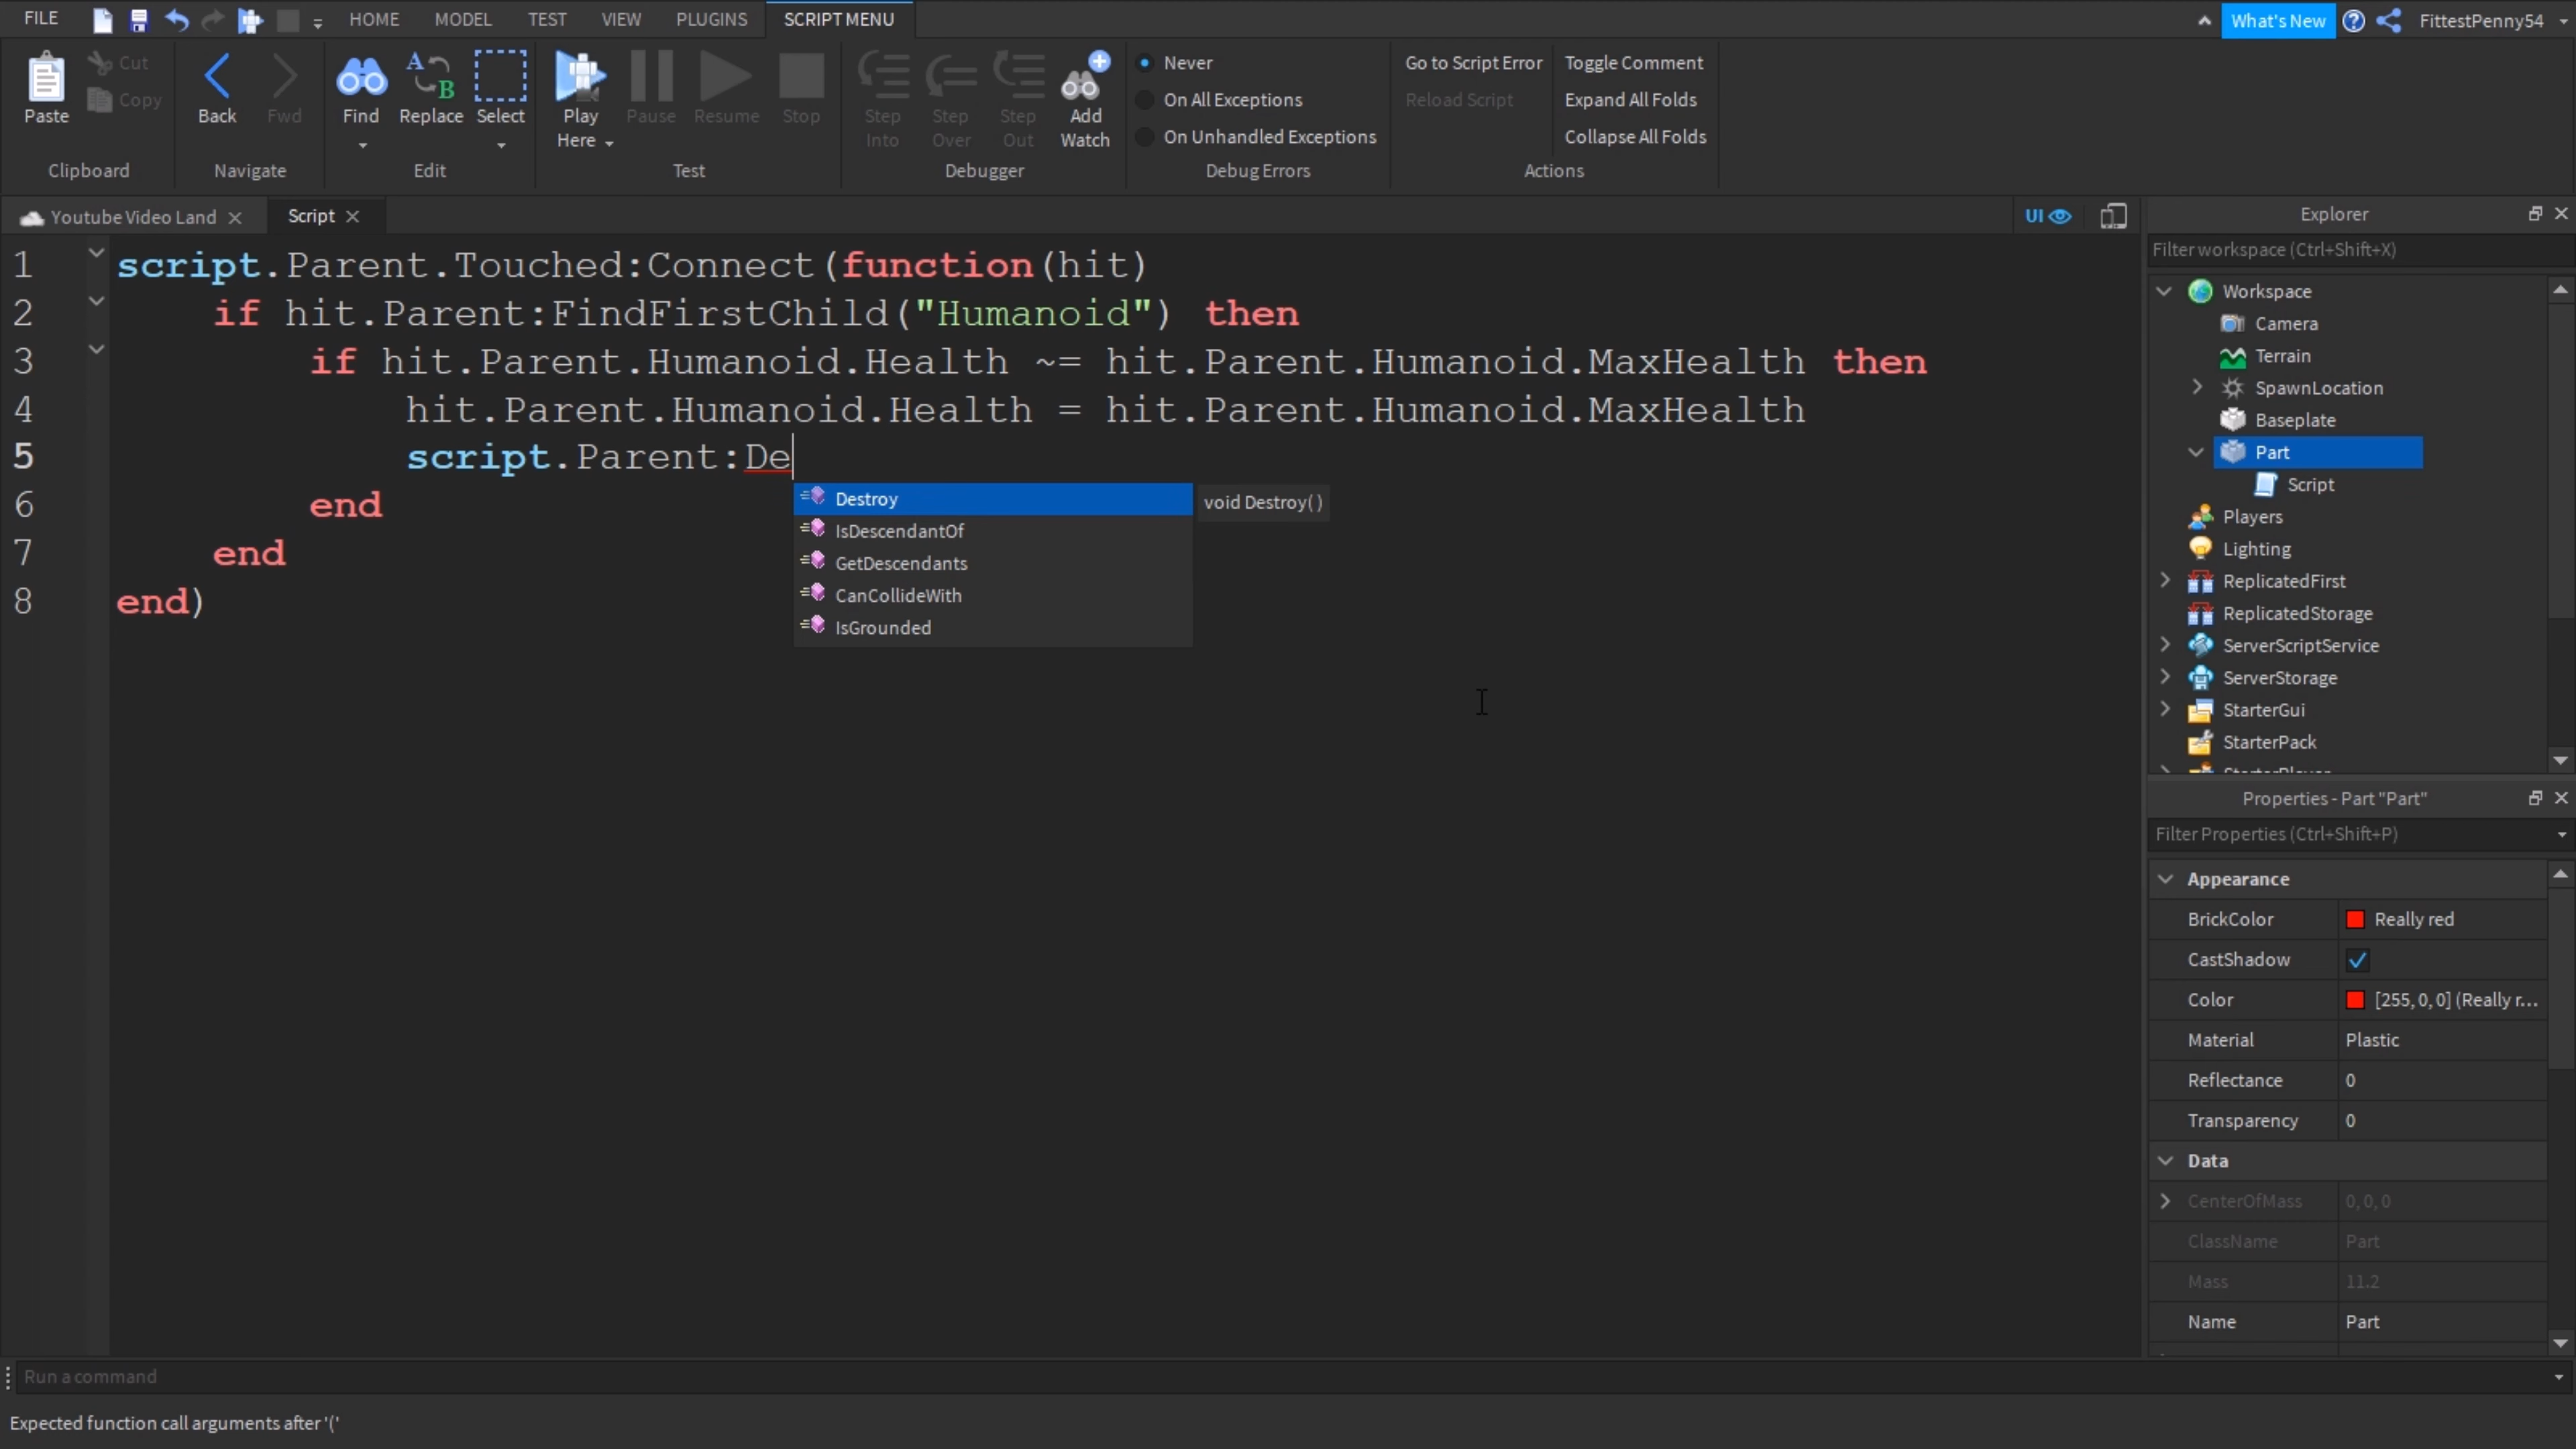 FILE HOME MODEL TEST VIEW PLUGINS SCRIPT MENU What's New FittestPenny54
Paste Cut Copy Back Fwd Find Replace Select Play Here Pause Resume Stop Step Into Step Over Step Out Add Watch
Never
On All Exceptions
On Unhandled Exceptions
Go to Script Error
Reload Script
Toggle Comment
Expand All Folds
Collapse All Folds
Clipboard Navigate Edit Test Debugger Debug Errors Actions
Youtube Video Land Script UI
1 script.Parent.Touched:Connect(function(hit)
2 if hit.Parent:FindFirstChild("Humanoid") then
3 if hit.Parent.Humanoid.Health ~= hit.Parent.Humanoid.MaxHealth then
4 hit.Parent.Humanoid.Health = hit.Parent.Humanoid.MaxHealth
5 script.Parent:De
6 end
7 end
8 end)
Destroy
IsDescendantOf
GetDescendants
CanCollideWith
IsGrounded
void Destroy()
Explorer
Filter workspace (Ctrl+Shift+X)
Workspace
Camera
Terrain
SpawnLocation
Baseplate
Part
Script
Players
Lighting
ReplicatedFirst
ReplicatedStorage
ServerScriptService
ServerStorage
StarterGui
StarterPack
Properties - Part "Part"
Filter Properties (Ctrl+Shift+P)
Appearance
BrickColor Really red
CastShadow
Color [255, 0, 0] (Really r...
Material Plastic
Reflectance 0
Transparency 0
Data
CenterOfMass 0, 0, 0
ClassName Part
Mass 11.2
Name Part
Run a command
Expected function call arguments after '('